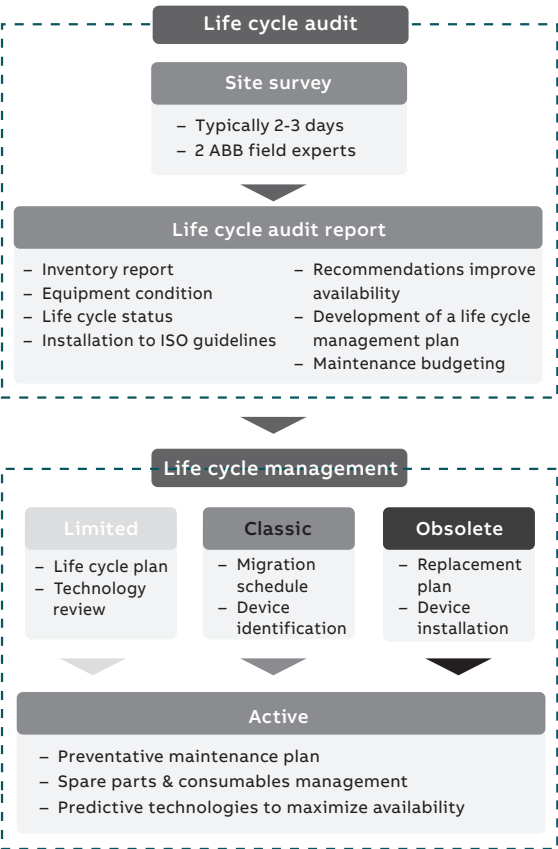 Life cycle audit
Site survey
– Typically 2-3 days
– 2 ABB field experts
Life cycle audit report
– Inventory report
– Equipment condition
– Life cycle status
– Installation to ISO guidelines
– Recommendations improve
availability
– Development of a life cycle
management plan
– Maintenance budgeting
Life cycle management
Limited
– Life cycle plan
– Technology
review
Classic
– Migration
schedule
– Device
identification
Obsolete
– Replacement
plan
– Device
installation
Active
– Preventative maintenance plan
– Spare parts & consumables management
– Predictive technologies to maximize availability